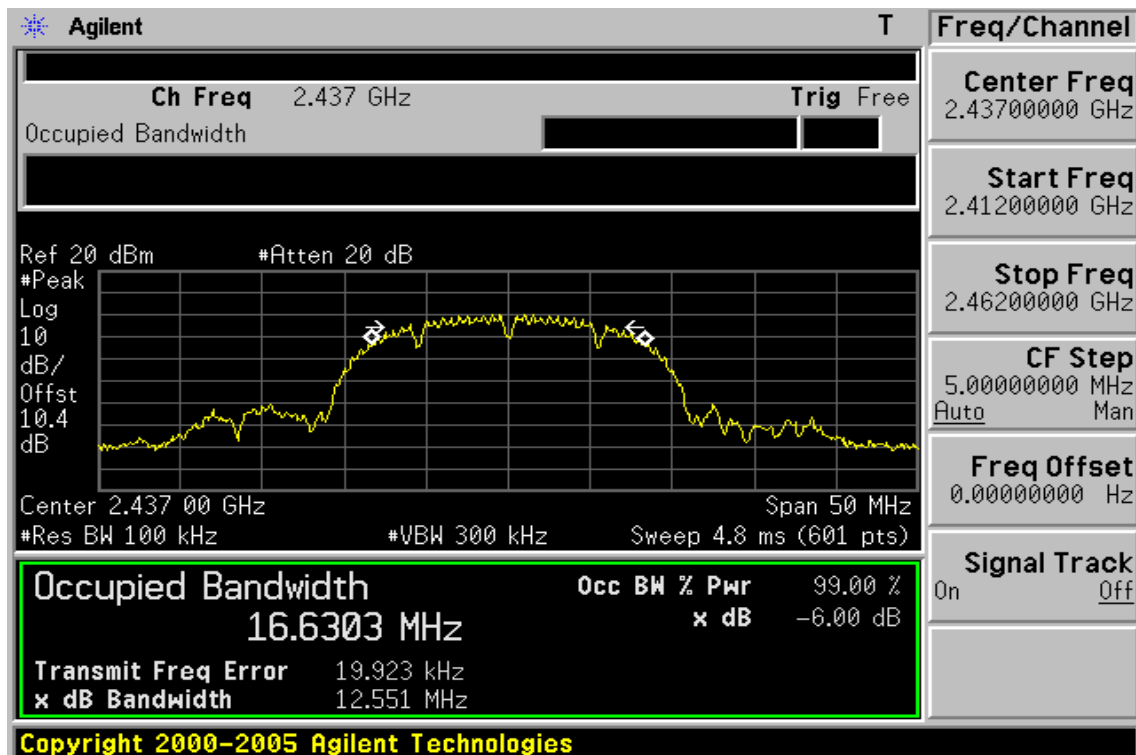 Agilent T
Freq/Channel
Ch Freq 2.437 GHz Trig Free
Occupied Bandwidth
Center Freq
2.43700000 GHz
Start Freq
2.41200000 GHz
Stop Freq
2.46200000 GHz
CF Step
5.00000000 MHz
Auto Man
Freq Offset
0.00000000 Hz
Signal Track
On Off
Ref 20 dBm #Atten 20 dB
#Peak
Log
10
dB/
Offst
10.4
dB
Center 2.437 00 GHz Span 50 MHz
#Res BW 100 kHz #VBW 300 kHz Sweep 4.8 ms (601 pts)
Occupied Bandwidth
16.6303 MHz
Occ BW % Pwr 99.00 %
x dB -6.00 dB
Transmit Freq Error 19.923 kHz
x dB Bandwidth 12.551 MHz
Copyright 2000-2005 Agilent Technologies